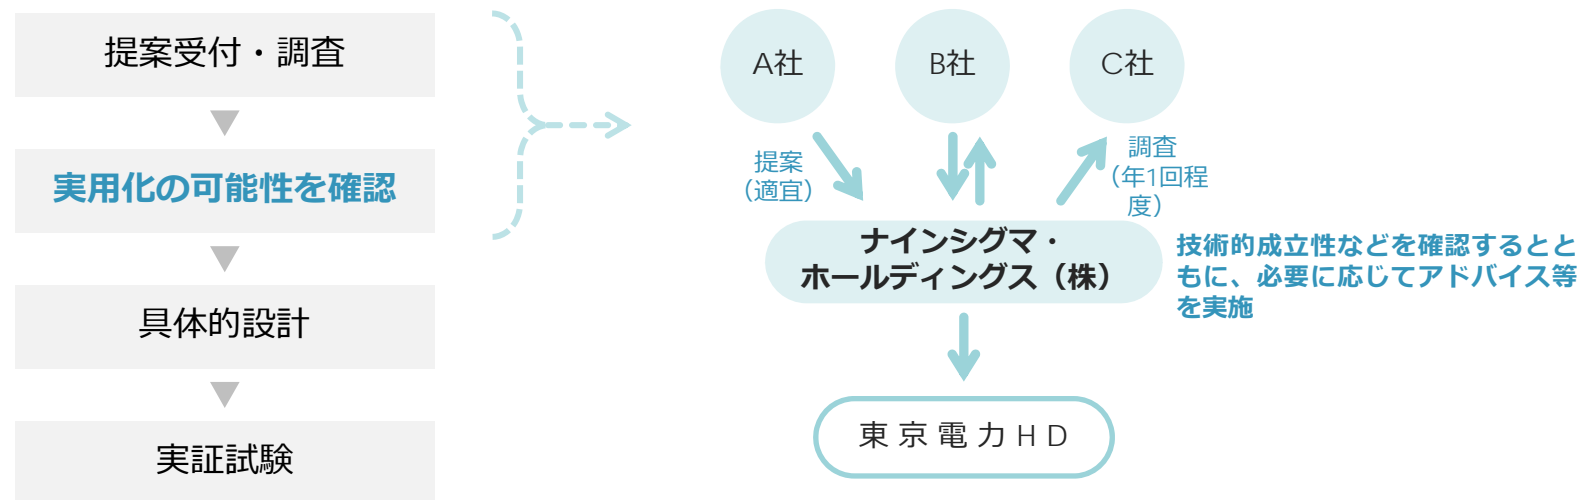 提案受付・調査
実用化の可能性を確認
具体的設計
実証試験
A社
B社
C社
提案
（適宜）
調査
（年1回程
度）
ナインシグマ・
ホールディングス（株）
技術的成立性などを確認するとと
もに、必要に応じてアドバイス等
を実施
東京電力HD